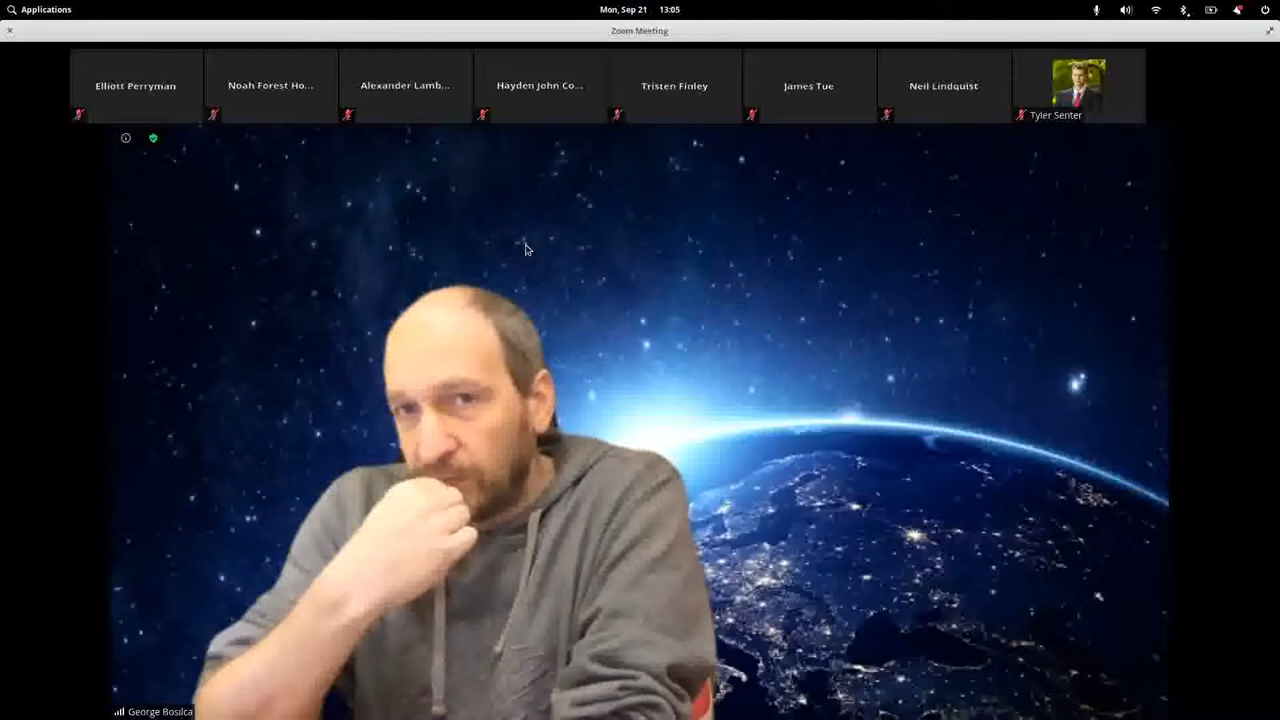 Applications
Mon, Sep 21 13:05
Zoom Meeting
Elliott Perryman
Noah Forest Ho...
Alexander Lamb...
Hayden John Co...
Tristen Finley
James Tue
Neil Lindquist
Tyler Senter
George Bosilca